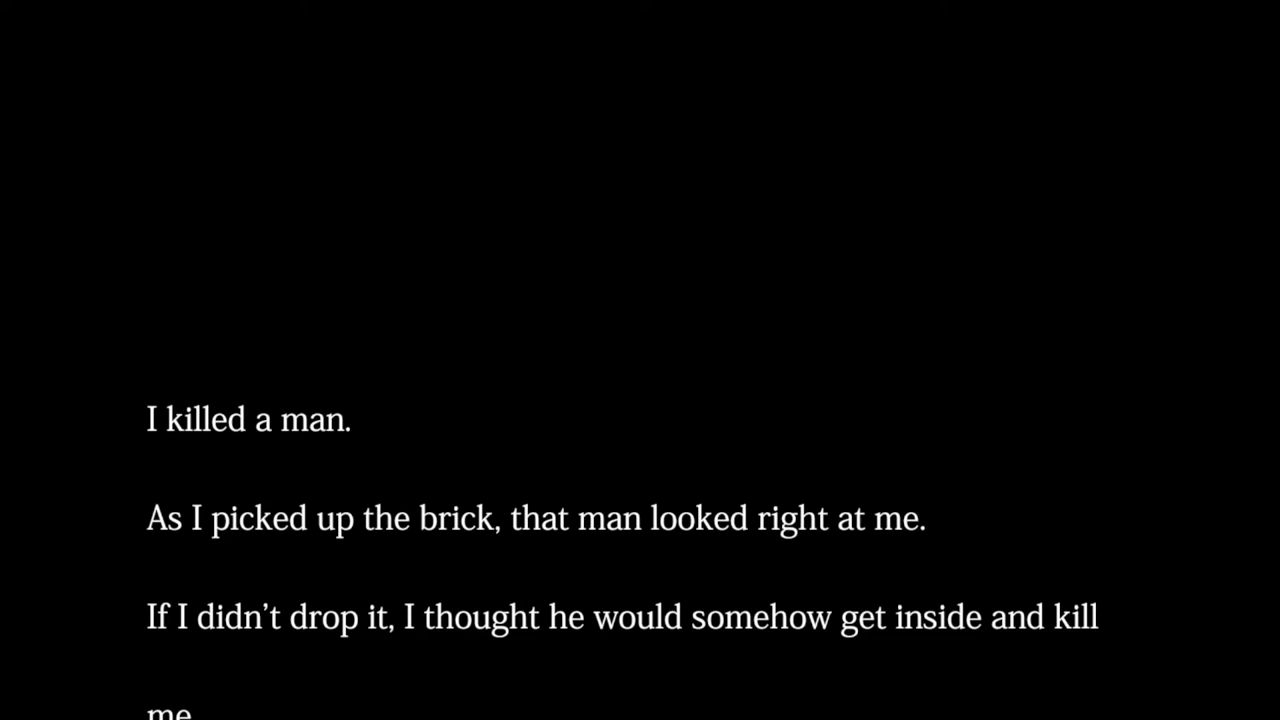 I killed a man.
As I picked up the brick, that man looked right at me.
If I didn’t drop it, I thought he would somehow get inside and kill
me